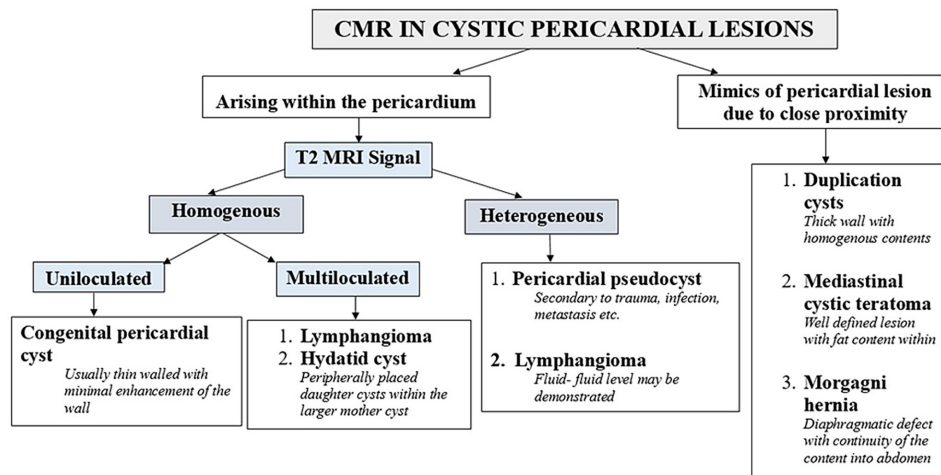 CMR IN CYSTIC PERICARDIAL LESIONS
Arising within the pericardium
Mimics of pericardial lesion
due to close proximity
T2 MRI Signal
Homogenous
Heterogeneous
Uniloculated
Multiloculated
Congenital pericardial
cyst
Usually thin walled with
minimal enhancement of the
wall
1. Lymphangioma
2. Hydatid cyst
Peripherally placed
daughter cysts within the
larger mother cyst
1. Pericardial pseudocyst
Secondary to trauma, infection,
metastasis etc.
2. Lymphangioma
Fluid- fluid level may be
demonstrated
1. Duplication
cysts
Thick wall with
homogenous contents
2. Mediastinal
cystic teratoma
Well defined lesion
with fat content within
3. Morgagni
hernia
Diaphragmatic defect
with continuity of the
content into abdomen